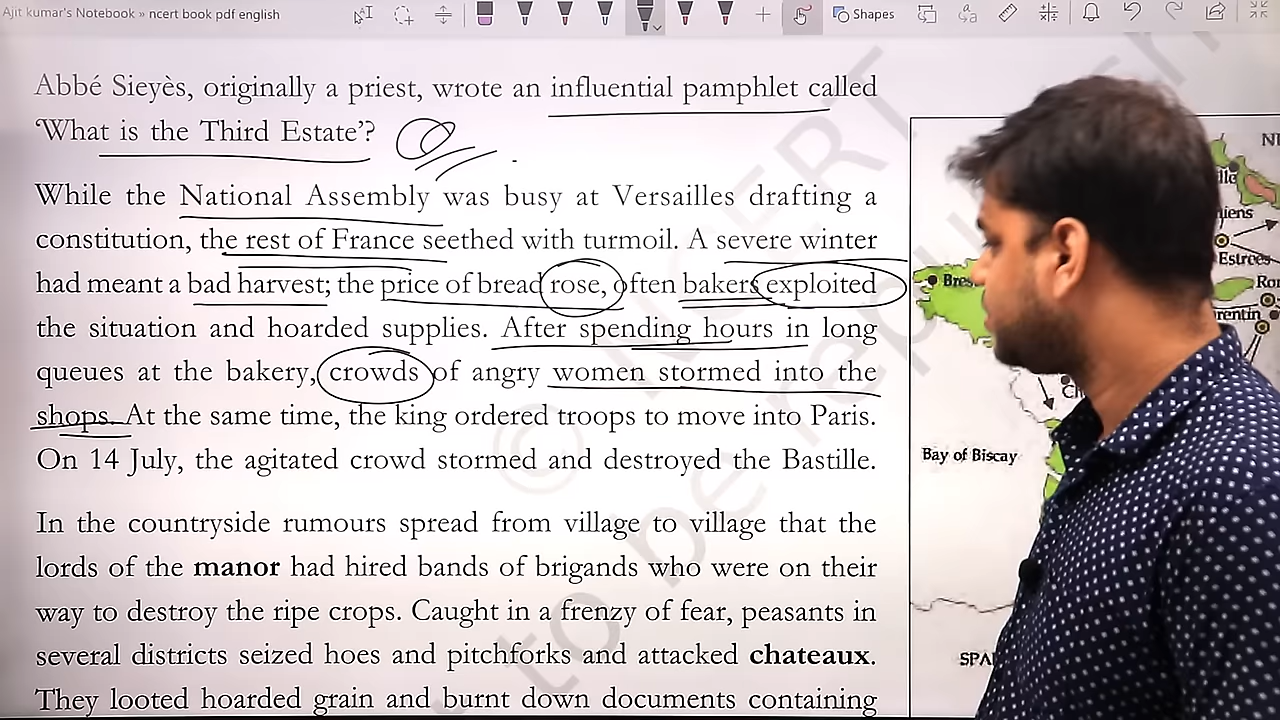 Ajit kumar's Notebook » ncert book pdf english
Shapes
Abbé Sieyès, originally a priest, wrote an influential pamphlet called
'What is the Third Estate'?
While the National Assembly was busy at Versailles drafting a
constitution, the rest of France seethed with turmoil. A severe winter
had meant a bad harvest; the price of bread rose, often bakers exploited
the situation and hoarded supplies. After spending hours in long
queues at the bakery, crowds of angry women stormed into the
shops. At the same time, the king ordered troops to move into Paris.
On 14 July, the agitated crowd stormed and destroyed the Bastille.
In the countryside rumours spread from village to village that the
lords of the manor had hired bands of brigands who were on their
way to destroy the ripe crops. Caught in a frenzy of fear, peasants in
several districts seized hoes and pitchforks and attacked chateaux.
They looted hoarded grain and burnt down documents containing
© NCERT
to be republish
Estrées
Bay of Biscay